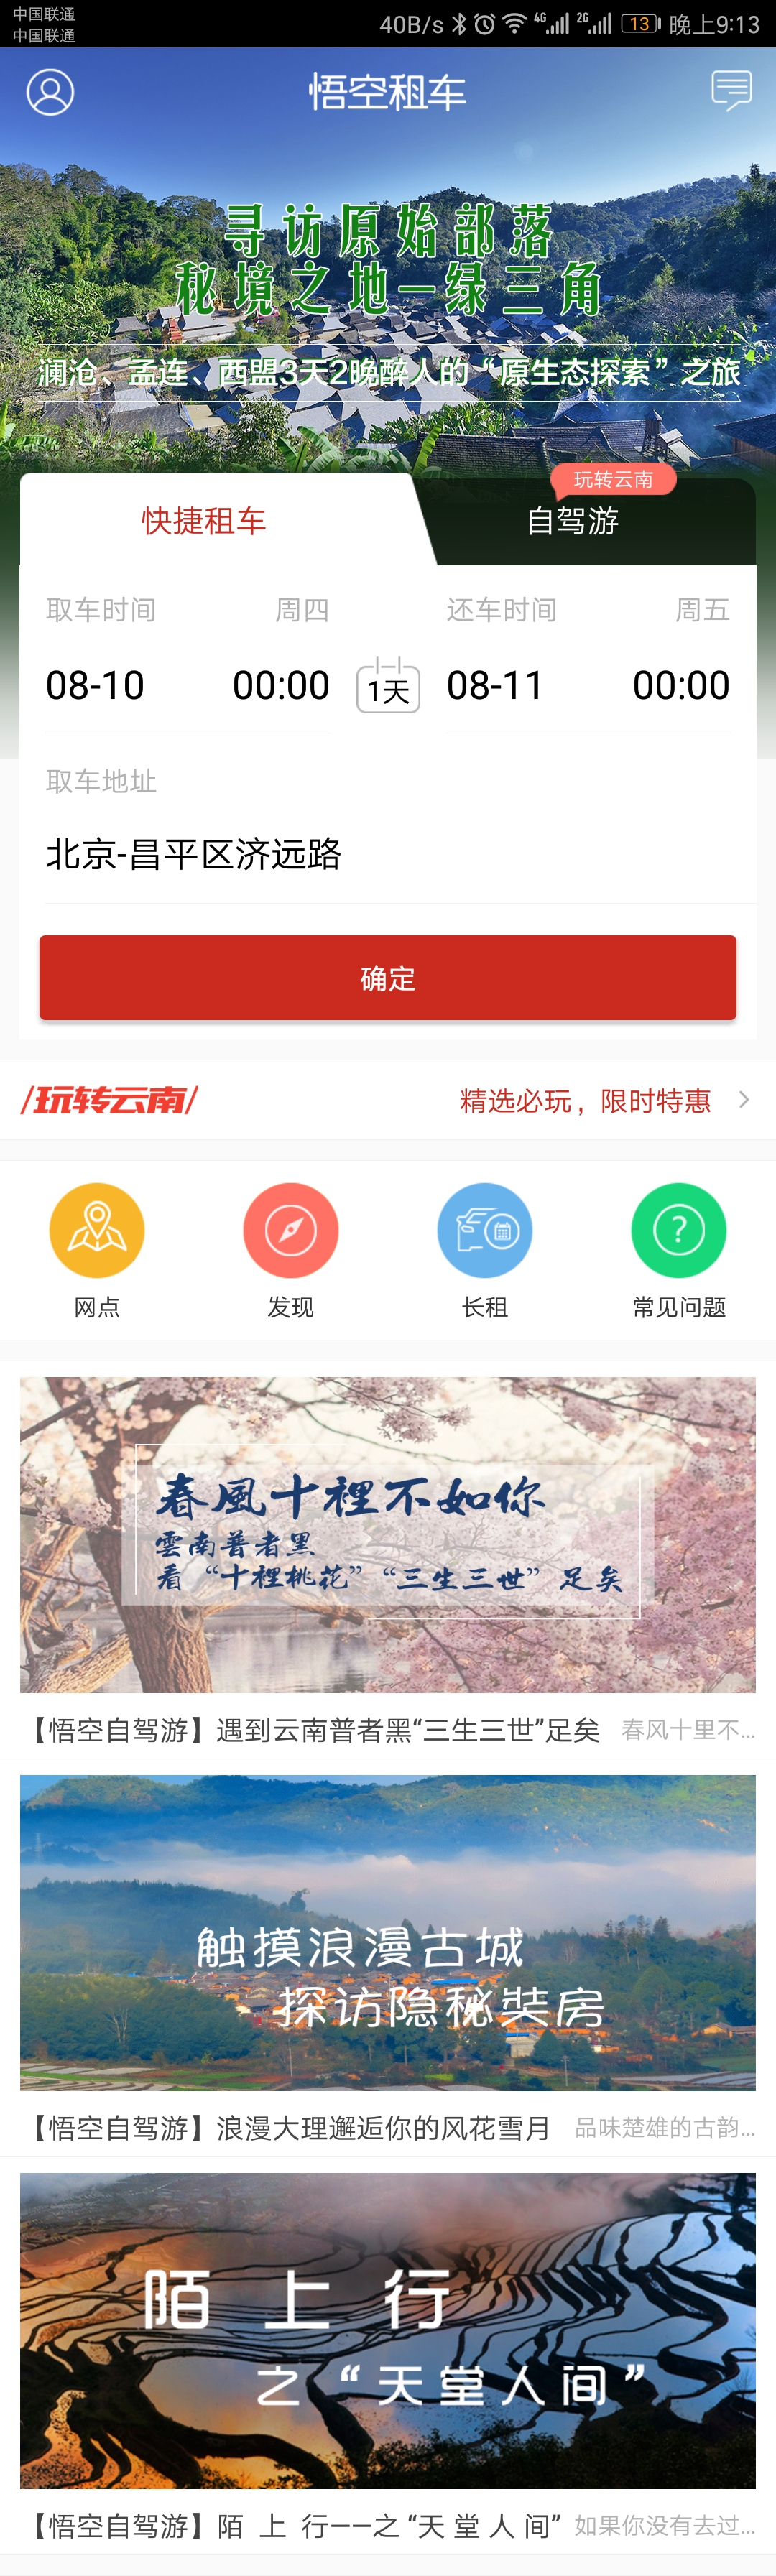 中国联通
中国联通
40B/s 4G 2G 13 晚上9:13
悟空租车
寻访原始部落
秘境之地—绿三角
澜沧、孟连、西盟3天2晚醉人的“原生态探索”之旅
玩转云南
快捷租车 自驾游
取车时间 周四 还车时间 周五
08-10 00:00 1天 08-11 00:00
取车地址
北京-昌平区济远路
确定
/玩转云南/ 精选必玩，限时特惠
网点 发现 长租 常见问题
春風十裡不如你
雲南普者黑
看“十裡桃花”“三生三世”足矣
【悟空自驾游】遇到云南普者黑“三生三世”足矣 春风十里不...
触摸浪漫古城
探访隐秘奘房
【悟空自驾游】浪漫大理邂逅你的风花雪月 品味楚雄的古韵...
陌上行
之“天堂人间”
【悟空自驾游】陌 上 行——之 “天 堂 人 间” 如果你没有去过...